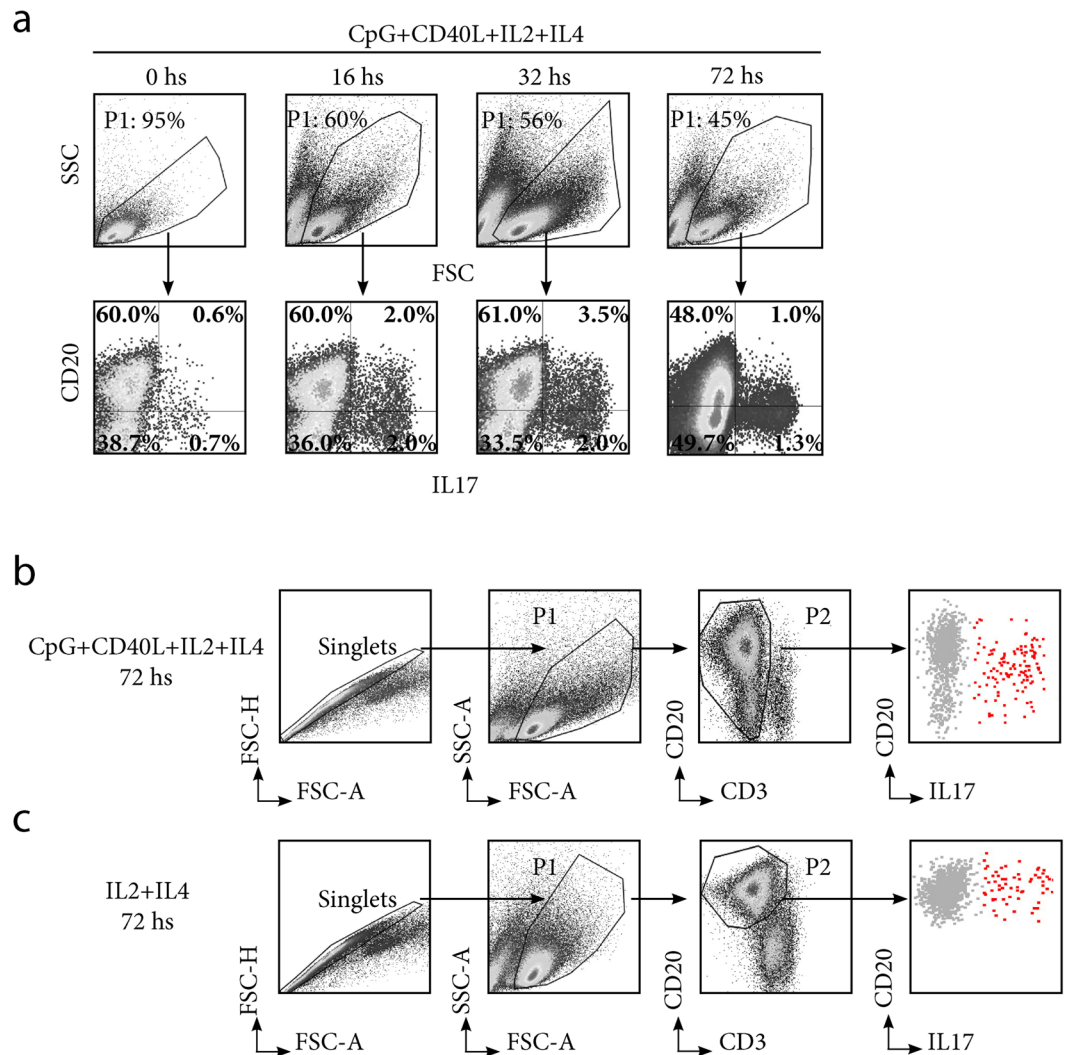 a
CpG+CD40L+IL2+IL4
0 hs 16 hs 32 hs 72 hs
P1: 95% P1: 60% P1: 56% P1: 45%
SSC
FSC
60.0% 0.6% 60.0% 2.0% 61.0% 3.5% 48.0% 1.0%
CD20
38.7% 0.7% 36.0% 2.0% 33.5% 2.0% 49.7% 1.3%
IL17
b
CpG+CD40L+IL2+IL4
72 hs
Singlets P1 P2
FSC-H SSC-A CD20 CD20
FSC-A FSC-A CD3 IL17
c
IL2+IL4
72 hs
Singlets P1 P2
FSC-H SSC-A CD20 CD20
FSC-A FSC-A CD3 IL17